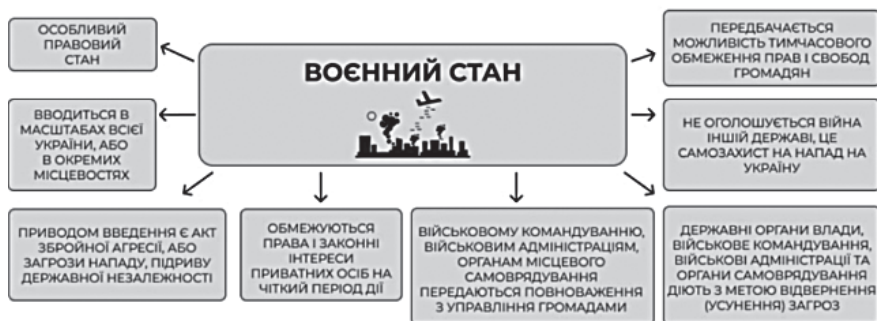 ВОЄННИЙ СТАН
ОСОБЛИВИЙ
ПРАВОВИЙ
СТАН
ВВОДИТЬСЯ В
МАСШТАБАХ ВСІЄЇ
УКРАЇНИ, АБО
В ОКРЕМИХ
МІСЦЕВОСТЯХ
ПЕРЕДБАЧАЄТЬСЯ
МОЖЛИВІСТЬ ТИМЧАСОВОГО
ОБМЕЖЕННЯ ПРАВ І СВОБОД
ГРОМАДЯН
НЕ ОГОЛОШУЄТЬСЯ ВІЙНА
ІНШІЙ ДЕРЖАВІ, ЦЕ
САМОЗАХИСТ НА НАПАД НА
УКРАЇНУ
ПРИВОДОМ ВВЕДЕННЯ Є АКТ
ЗБРОЙНОЇ АГРЕСІЇ, АБО
ЗАГРОЗИ НАПАДУ, ПІДРИВУ
ДЕРЖАВНОЇ НЕЗАЛЕЖНОСТІ
ОБМЕЖУЮТЬСЯ
ПРАВА І ЗАКОННІ
ІНТЕРЕСИ
ПРИВАТНИХ ОСІБ НА
ЧІТКИЙ ПЕРІОД ДІЇ
ВІЙСЬКОВОМУ КОМАНДУВАННЮ,
ВІЙСЬКОВИМ АДМІНІСТРАЦІЯМ,
ОРГАНАМ МІСЦЕВОГО
САМОВРЯДУВАННЯ
ПЕРЕДАЮТЬСЯ ПОВНОВАЖЕННЯ
З УПРАВЛІННЯ ГРОМАДАМИ
ДЕРЖАВНІ ОРГАНИ ВЛАДИ,
ВІЙСЬКОВЕ КОМАНДУВАННЯ,
ВІЙСЬКОВІ АДМІНІСТРАЦІЇ ТА
ОРГАНИ САМОВРЯДУВАННЯ
ДІЮТЬ З МЕТОЮ ВІДВЕРНЕННЯ
(УСУНЕННЯ) ЗАГРОЗ